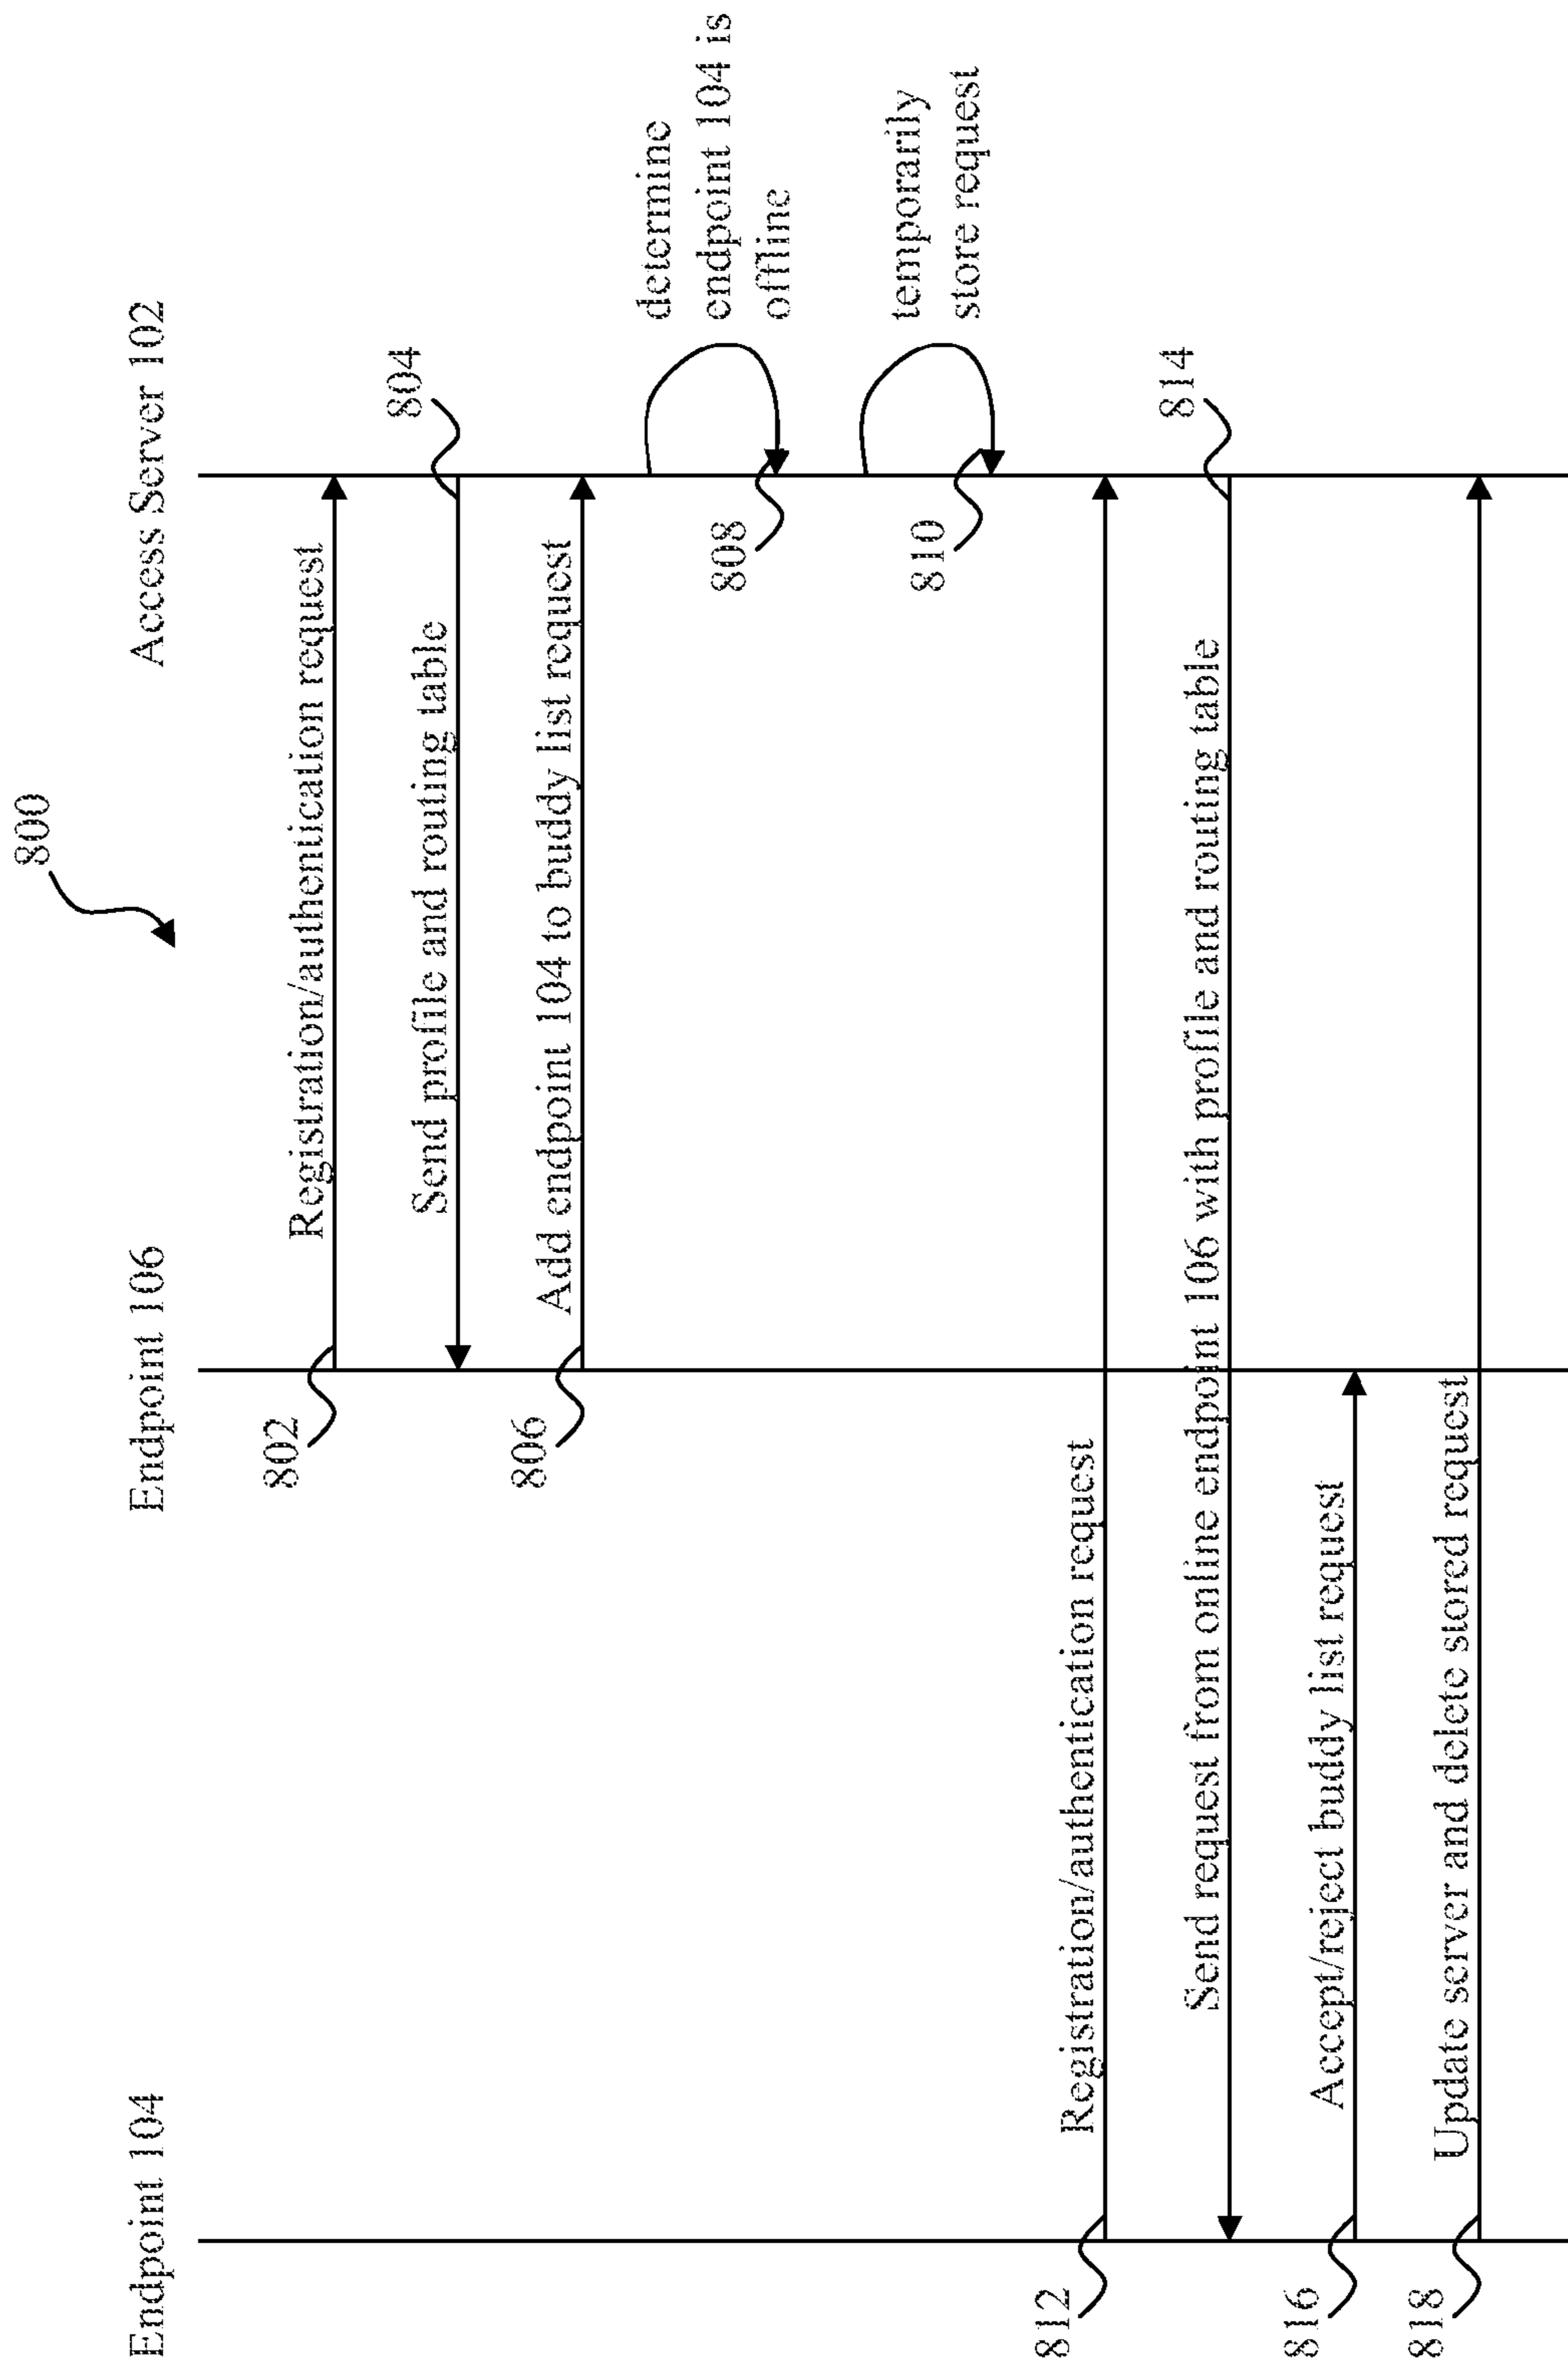 800
Endpoint 104
Endpoint 106
Access Server 102
802
Registration/authentication request
Send profile and routing table
804
806
Add endpoint 104 to buddy list request
determine
endpoint 104 is
offline
808
temporarily
store request
810
812
Registration/authentication request
Send request from online endpoint 106 with profile and routing table
814
816
Accept/reject buddy list request
818
Update server and delete stored request